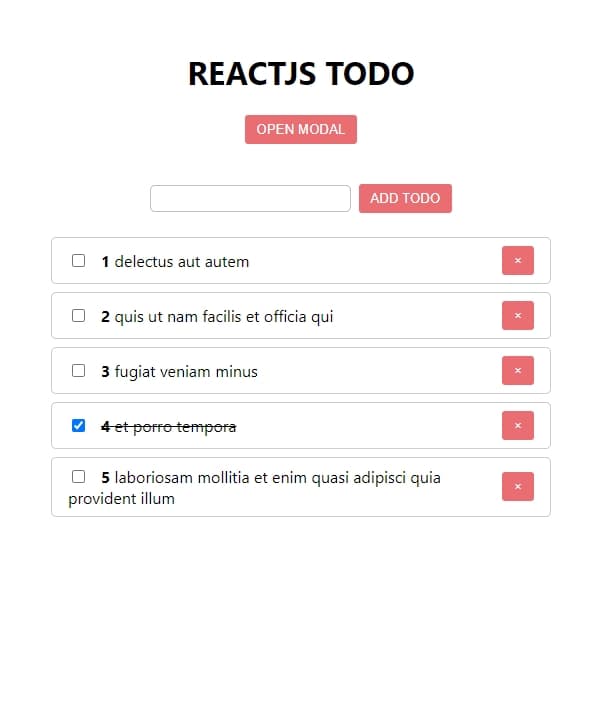 REACTJS TODO
OPEN MODAL
ADD TODO
1 delectus aut autem ×
2 quis ut nam facilis et officia qui ×
3 fugiat veniam minus ×
4 et porro tempora ×
5 laboriosam mollitia et enim quasi adipisci quia
provident illum ×